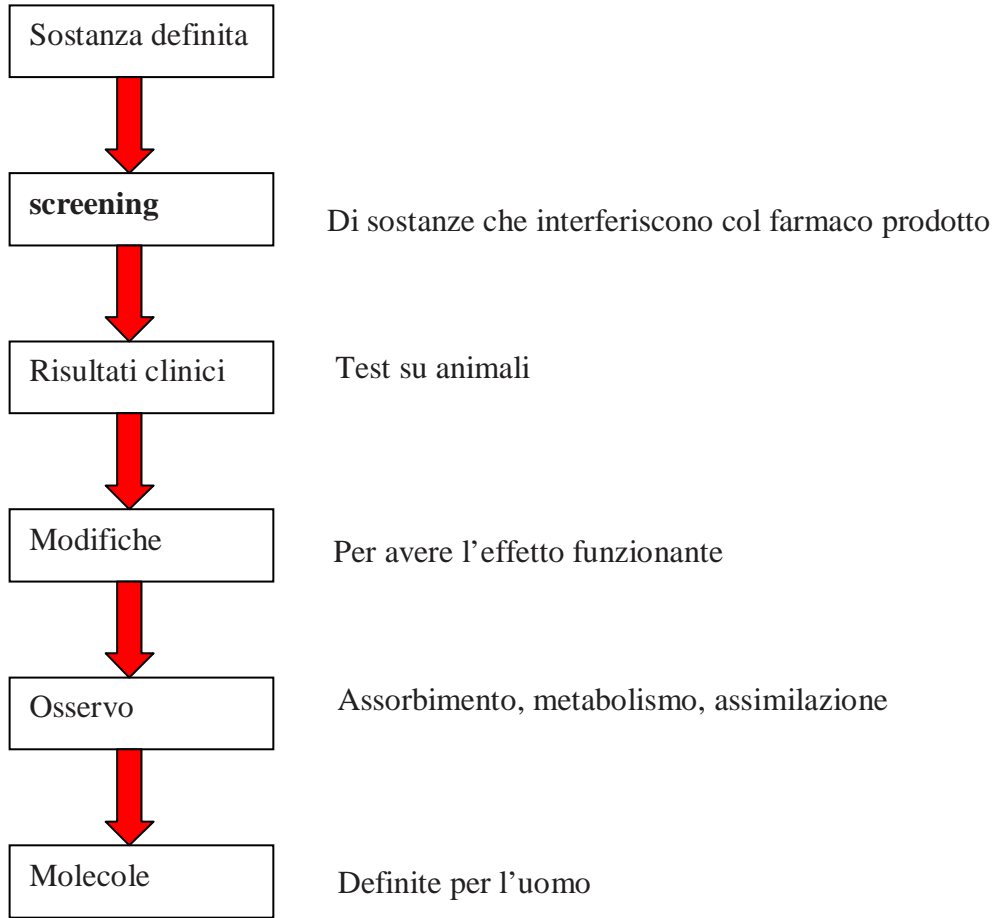 Sostanza definita
screening
Di sostanze che interferiscono col farmaco prodotto
Risultati clinici
Test su animali
Modifiche
Per avere l’effetto funzionante
Osservo
Assorbimento, metabolismo, assimilazione
Molecole
Definite per l’uomo